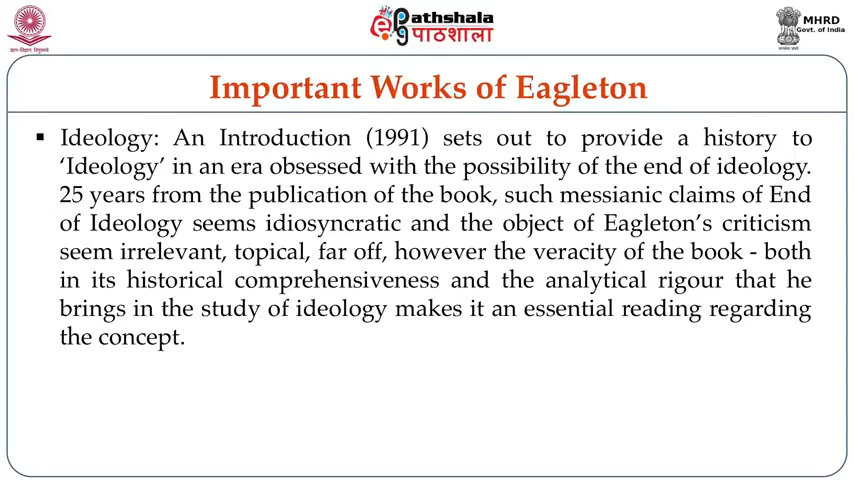 ePathshala
पाठशाला
MHRD
Govt. of India
Important Works of Eagleton
▪ Ideology: An Introduction (1991) sets out to provide a history to
‘Ideology’ in an era obsessed with the possibility of the end of ideology.
25 years from the publication of the book, such messianic claims of End
of Ideology seems idiosyncratic and the object of Eagleton’s criticism
seem irrelevant, topical, far off, however the veracity of the book - both
in its historical comprehensiveness and the analytical rigour that he
brings in the study of ideology makes it an essential reading regarding
the concept.